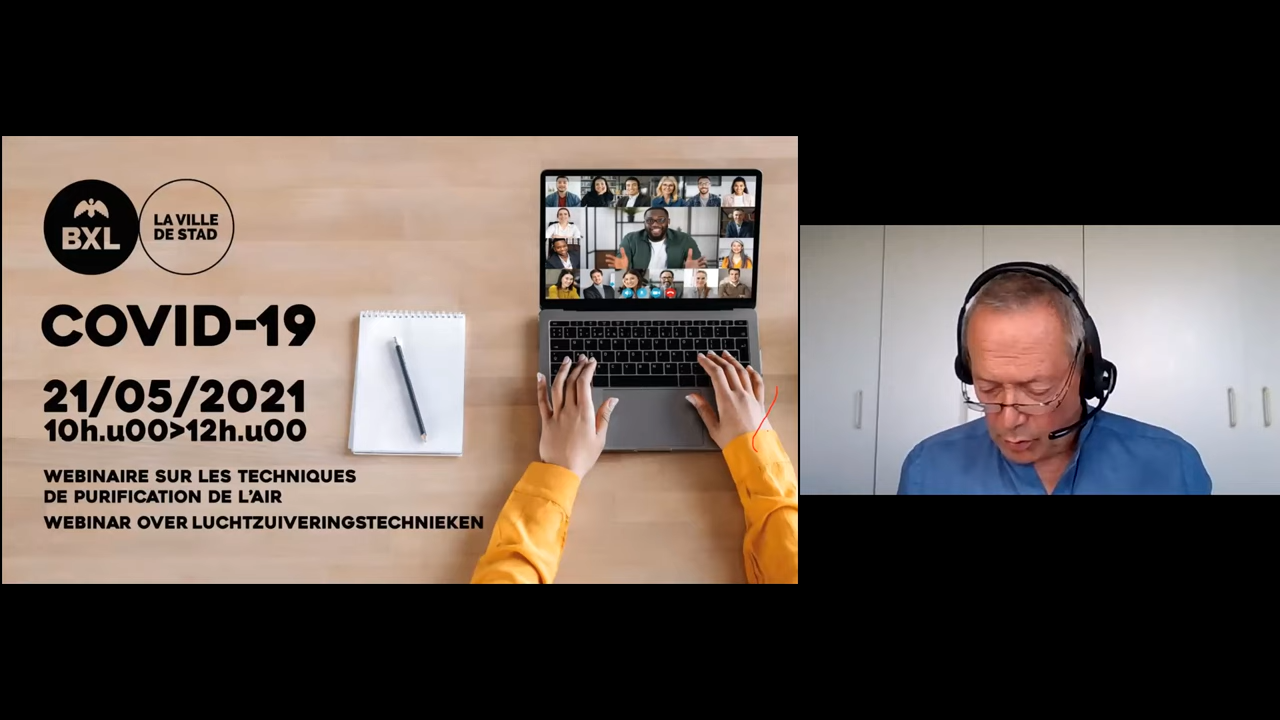 BXL
LA VILLE
DE STAD
COVID-19
21/05/2021
10h.u00>12h.u00
WEBINAIRE SUR LES TECHNIQUES
DE PURIFICATION DE L'AIR
WEBINAR OVER LUCHTZUIVERINGSTECHNIEKEN